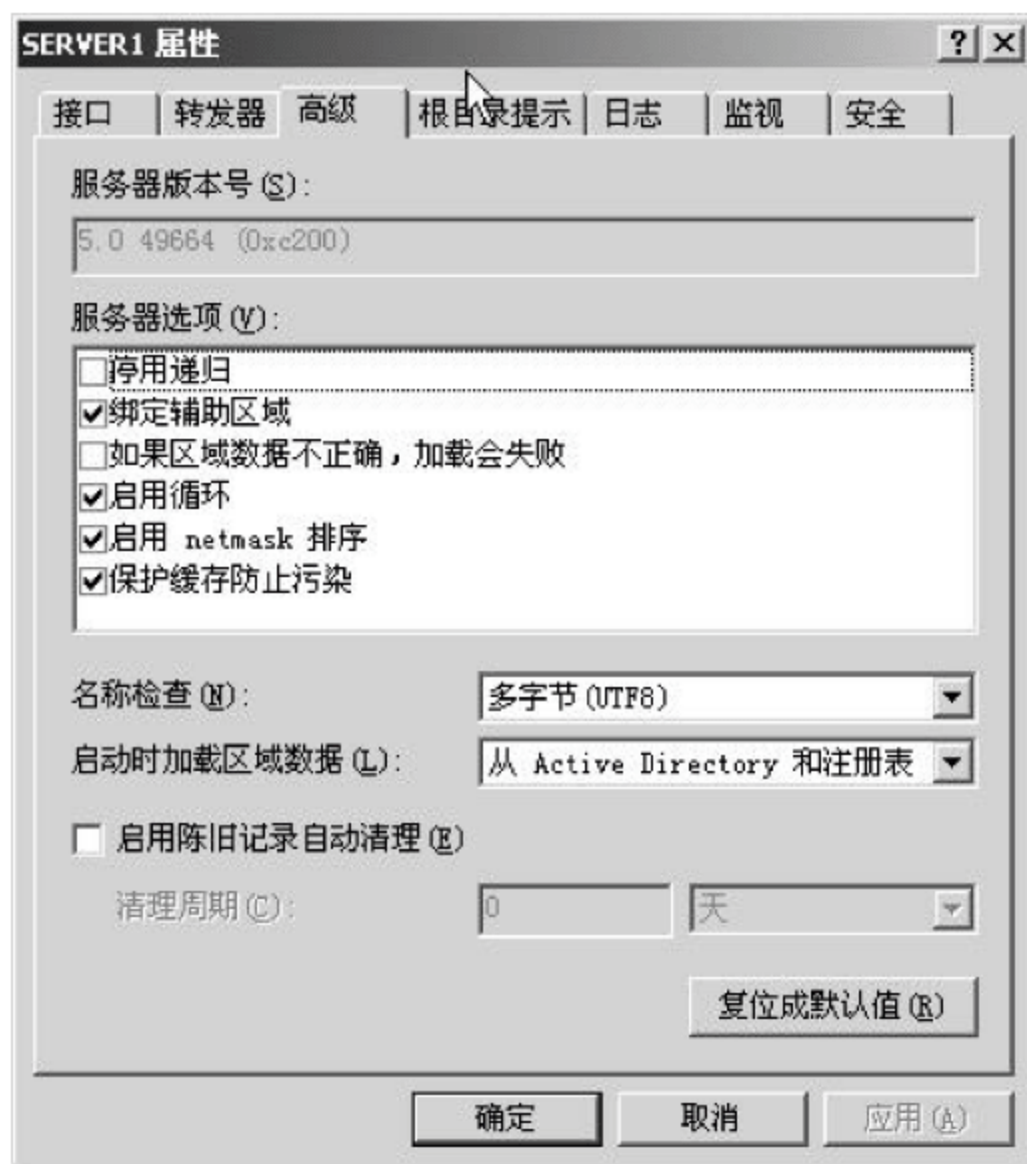 SERVER1 属性
接口 转发器 高级 根目录提示 日志 监视 安全
服务器版本号(S):
5.0 49664 (0xc200)
服务器选项(V):
停用递归
绑定辅助区域
如果区域数据不正确，加载会失败
启用循环
启用 netmask 排序
保护缓存防止污染
名称检查(N): 多字节(UTF8)
启动时加载区域数据(L): 从 Active Directory 和注册表
启用陈旧记录自动清理(E)
清理周期(C): 0 天
复位成默认值(R)
确定 取消 应用(A)